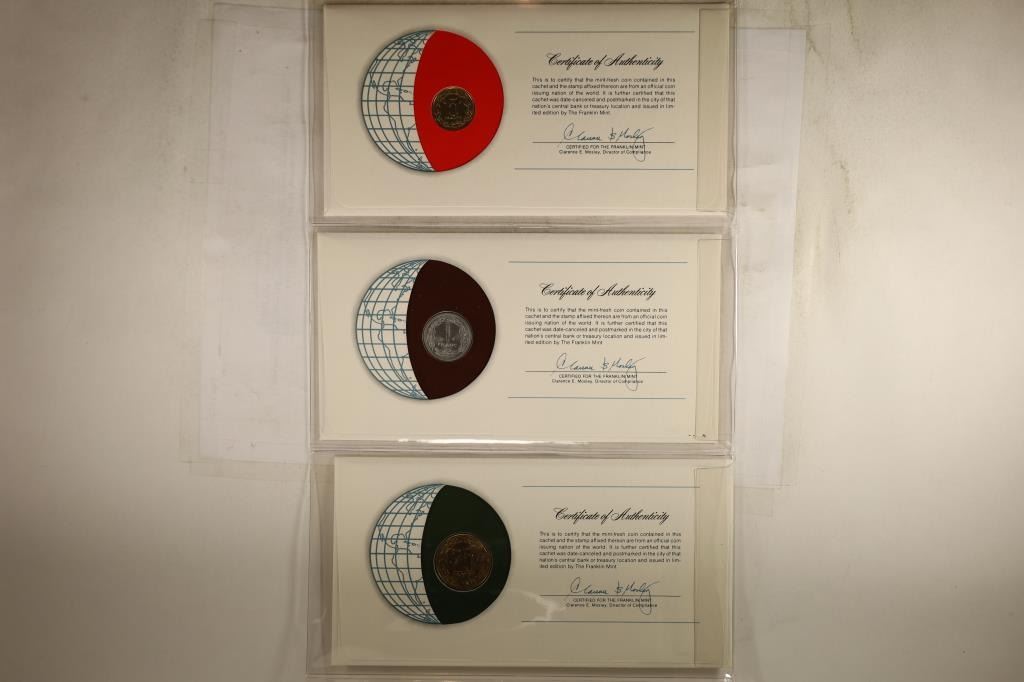 Certificate of Authenticity
This is to certify that the mint-fresh coin contained in this
cachet and the stamp affixed thereon are from an official coin
issuing nation of the world. It is further certified that this
cachet was date-canceled and postmarked in the city of that
nation's central bank or treasury location and issued in lim-
ited edition by The Franklin Mint.
Clarence E. Mosley
CERTIFIED FOR THE FRANKLIN MINT
Clarence E. Mosley, Director of Compliance
1
FRANC
Certificate of Authenticity
This is to certify that the mint-fresh coin contained in this
cachet and the stamp affixed thereon are from an official coin
issuing nation of the world. It is further certified that this
cachet was date-canceled and postmarked in the city of that
nation's central bank or treasury location and issued in lim-
ited edition by The Franklin Mint.
Clarence E. Mosley
CERTIFIED FOR THE FRANKLIN MINT
Clarence E. Mosley, Director of Compliance
Certificate of Authenticity
This is to certify that the mint-fresh coin contained in this
cachet and the stamp affixed thereon are from an official coin
issuing nation of the world. It is further certified that this
cachet was date-canceled and postmarked in the city of that
nation's central bank or treasury location and issued in lim-
ited edition by The Franklin Mint.
Clarence E. Mosley
CERTIFIED FOR THE FRANKLIN MINT
Clarence E. Mosley, Director of Compliance